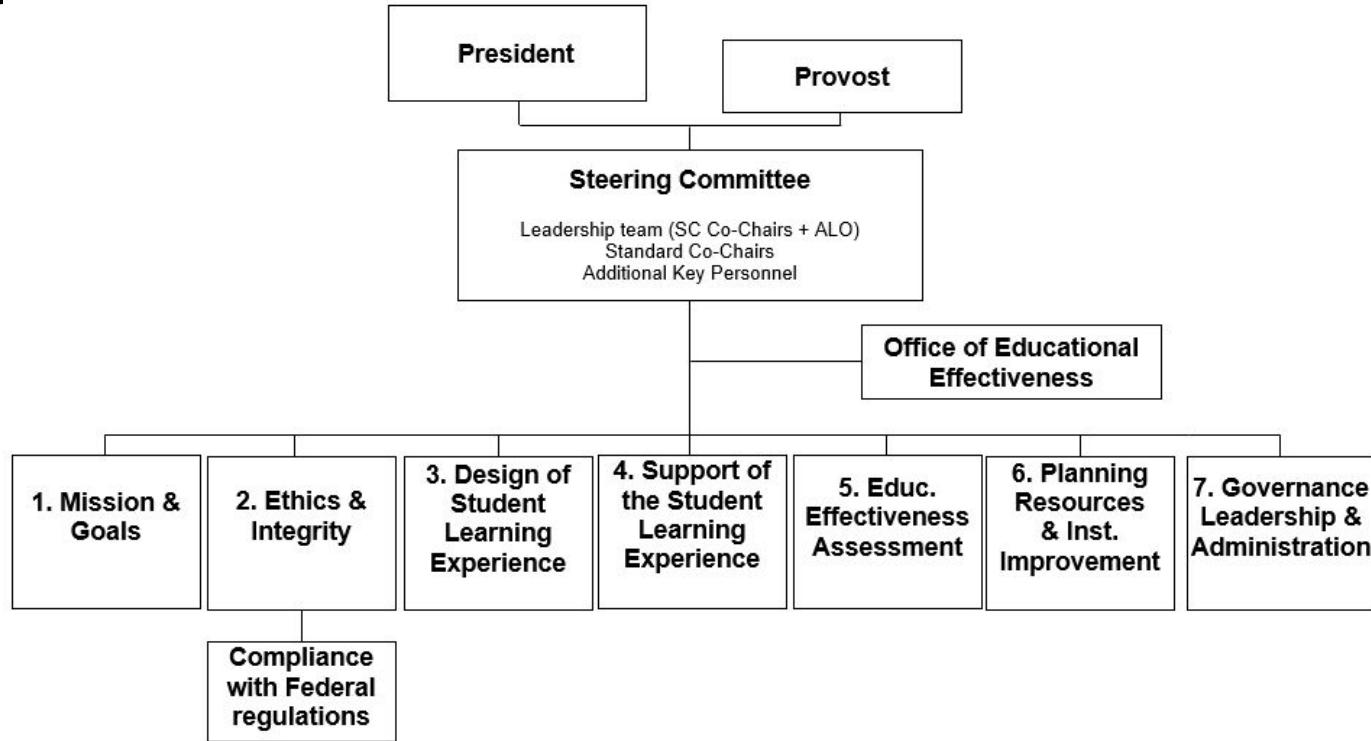 President
Provost
Steering Committee
Leadership team (SC Co-Chairs + ALO)
Standard Co-Chairs
Additional Key Personnel
Office of Educational
Effectiveness
1. Mission &
Goals
2. Ethics &
Integrity
3. Design of
Student
Learning
Experience
4. Support of
the Student
Learning
Experience
5. Educ.
Effectiveness
Assessment
6. Planning
Resources
& Inst.
Improvement
7. Governance
Leadership &
Administration
Compliance
with Federal
regulations